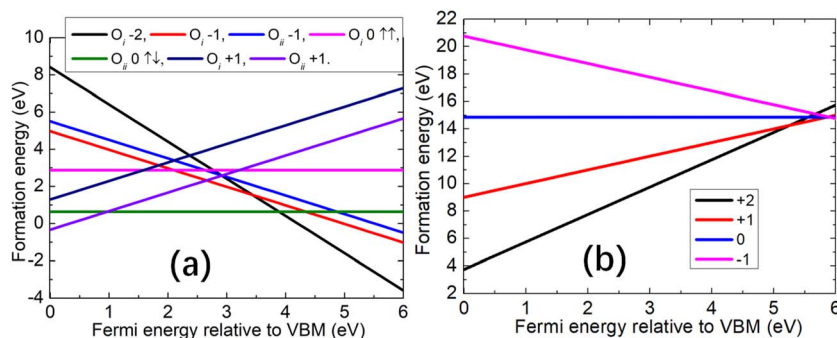 O_i -2, O_i -1, O_ii -1, O_i 0 ↑↑,
O_ii 0 ↑↓, O_i +1, O_ii +1.
10
8
6
4
2
0
-2
-4
Formation energy (eV)
(a)
0 1 2 3 4 5 6
Fermi energy relative to VBM (eV)
22
20
18
16
14
12
10
8
6
4
2
Formation energy (eV)
+2
+1
0
-1
(b)
0 1 2 3 4 5 6
Fermi energy relative to VBM (eV)